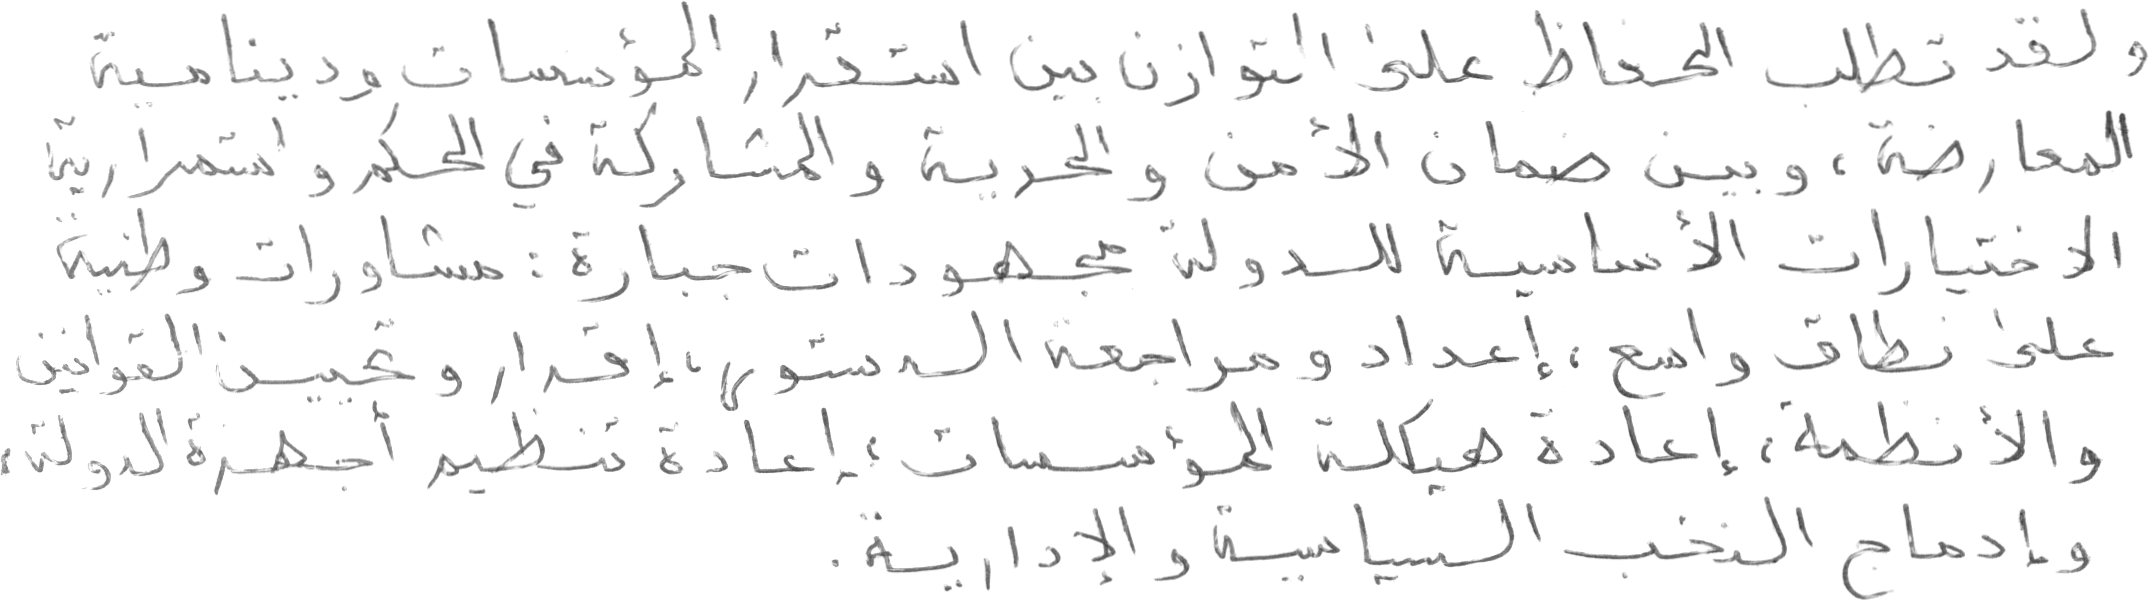 ولقد تطلب الحفاظ على التوازن بين استقرار المؤسسات ودينامية
المعارضة، وبين ضمان الأمن والحرية والمشاركة في الحكم واستمرارية
الاختيارات الأساسية للدولة مجهودات جبارة: مشاورات وطنية
على نطاق واسع، إعداد ومراجعة الدستور، إقرار وتحيين القوانين
والأنظمة، إعادة هيكلة المؤسسات، إعادة تنظيم أجهزة الدولة،
وإدماج النخب السياسية والإدارية.